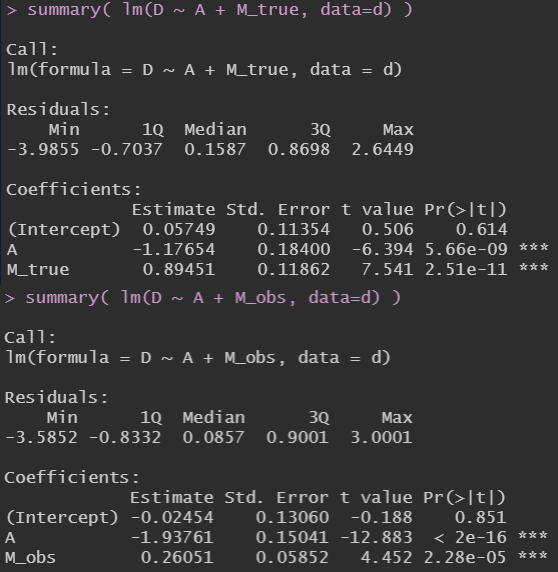 > summary( lm(D ~ A + M_true, data=d) )
Call:
lm(formula = D ~ A + M_true, data = d)
Residuals:
    Min      1Q  Median      3Q     Max
-3.9855 -0.7037  0.1587  0.8698  2.6449
Coefficients:
            Estimate Std. Error t value Pr(>|t|)
(Intercept)  0.05749    0.11354   0.506    0.614
A           -1.17654    0.18400  -6.394 5.66e-09 ***
M_true       0.89451    0.11862   7.541 2.51e-11 ***
> summary( lm(D ~ A + M_obs, data=d) )
Call:
lm(formula = D ~ A + M_obs, data = d)
Residuals:
    Min      1Q  Median      3Q     Max
-3.5852 -0.8332  0.0857  0.9001  3.0001
Coefficients:
            Estimate Std. Error t value Pr(>|t|)
(Intercept) -0.02454    0.13060  -0.188    0.851
A           -1.93761    0.15041 -12.883  < 2e-16 ***
M_obs        0.26051    0.05852   4.452 2.28e-05 ***